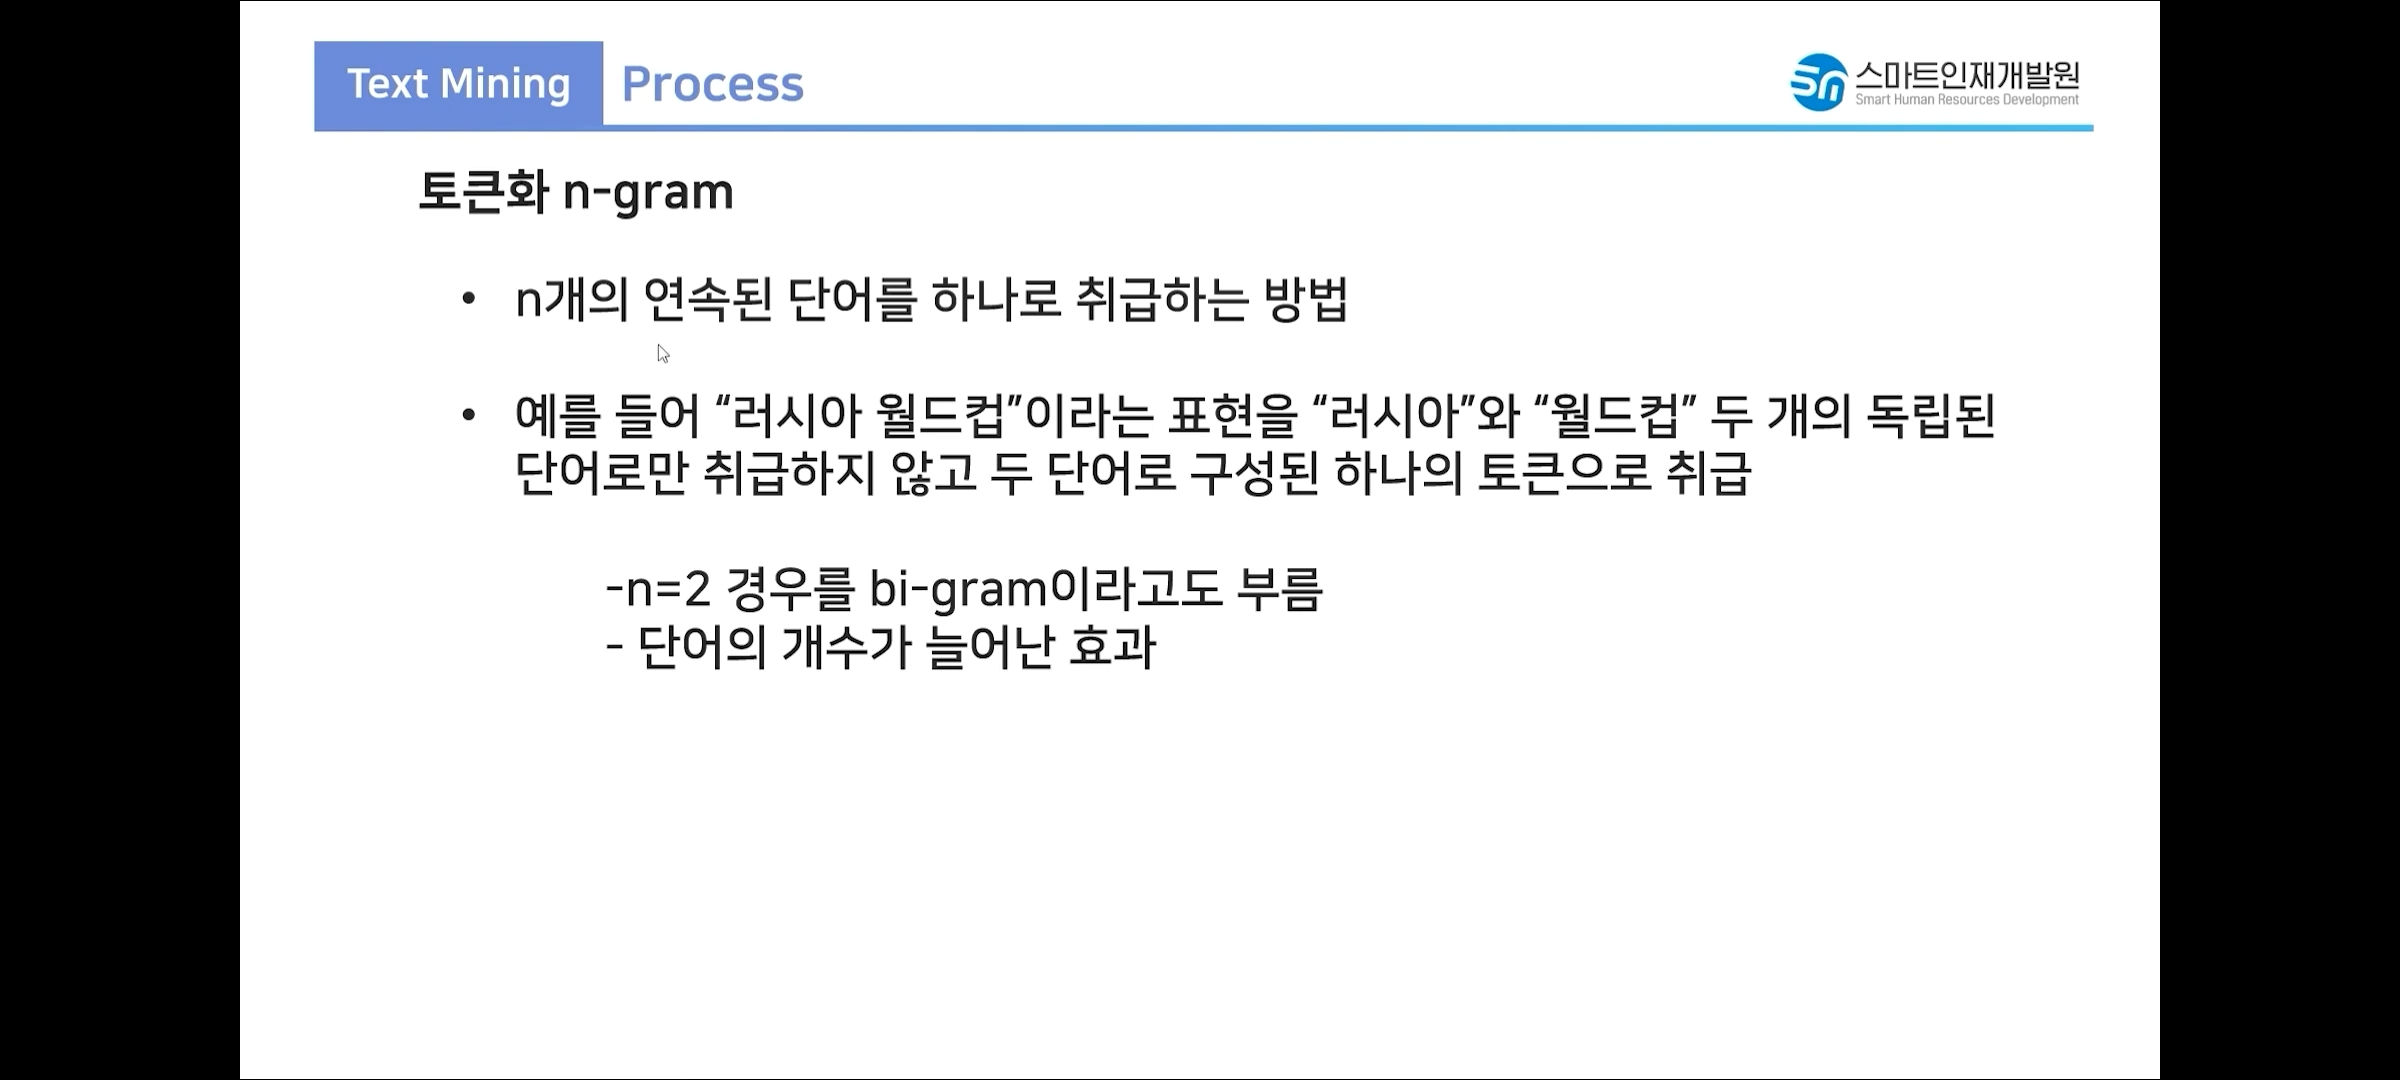 Text Mining Process
스마트인재개발원
Smart Human Resources Development
토큰화 n-gram
• n개의 연속된 단어를 하나로 취급하는 방법
• 예를 들어 “러시아 월드컵”이라는 표현을 “러시아”와 “월드컵” 두 개의 독립된
단어로만 취급하지 않고 두 단어로 구성된 하나의 토큰으로 취급
-n=2 경우를 bi-gram이라고도 부름
- 단어의 개수가 늘어난 효과